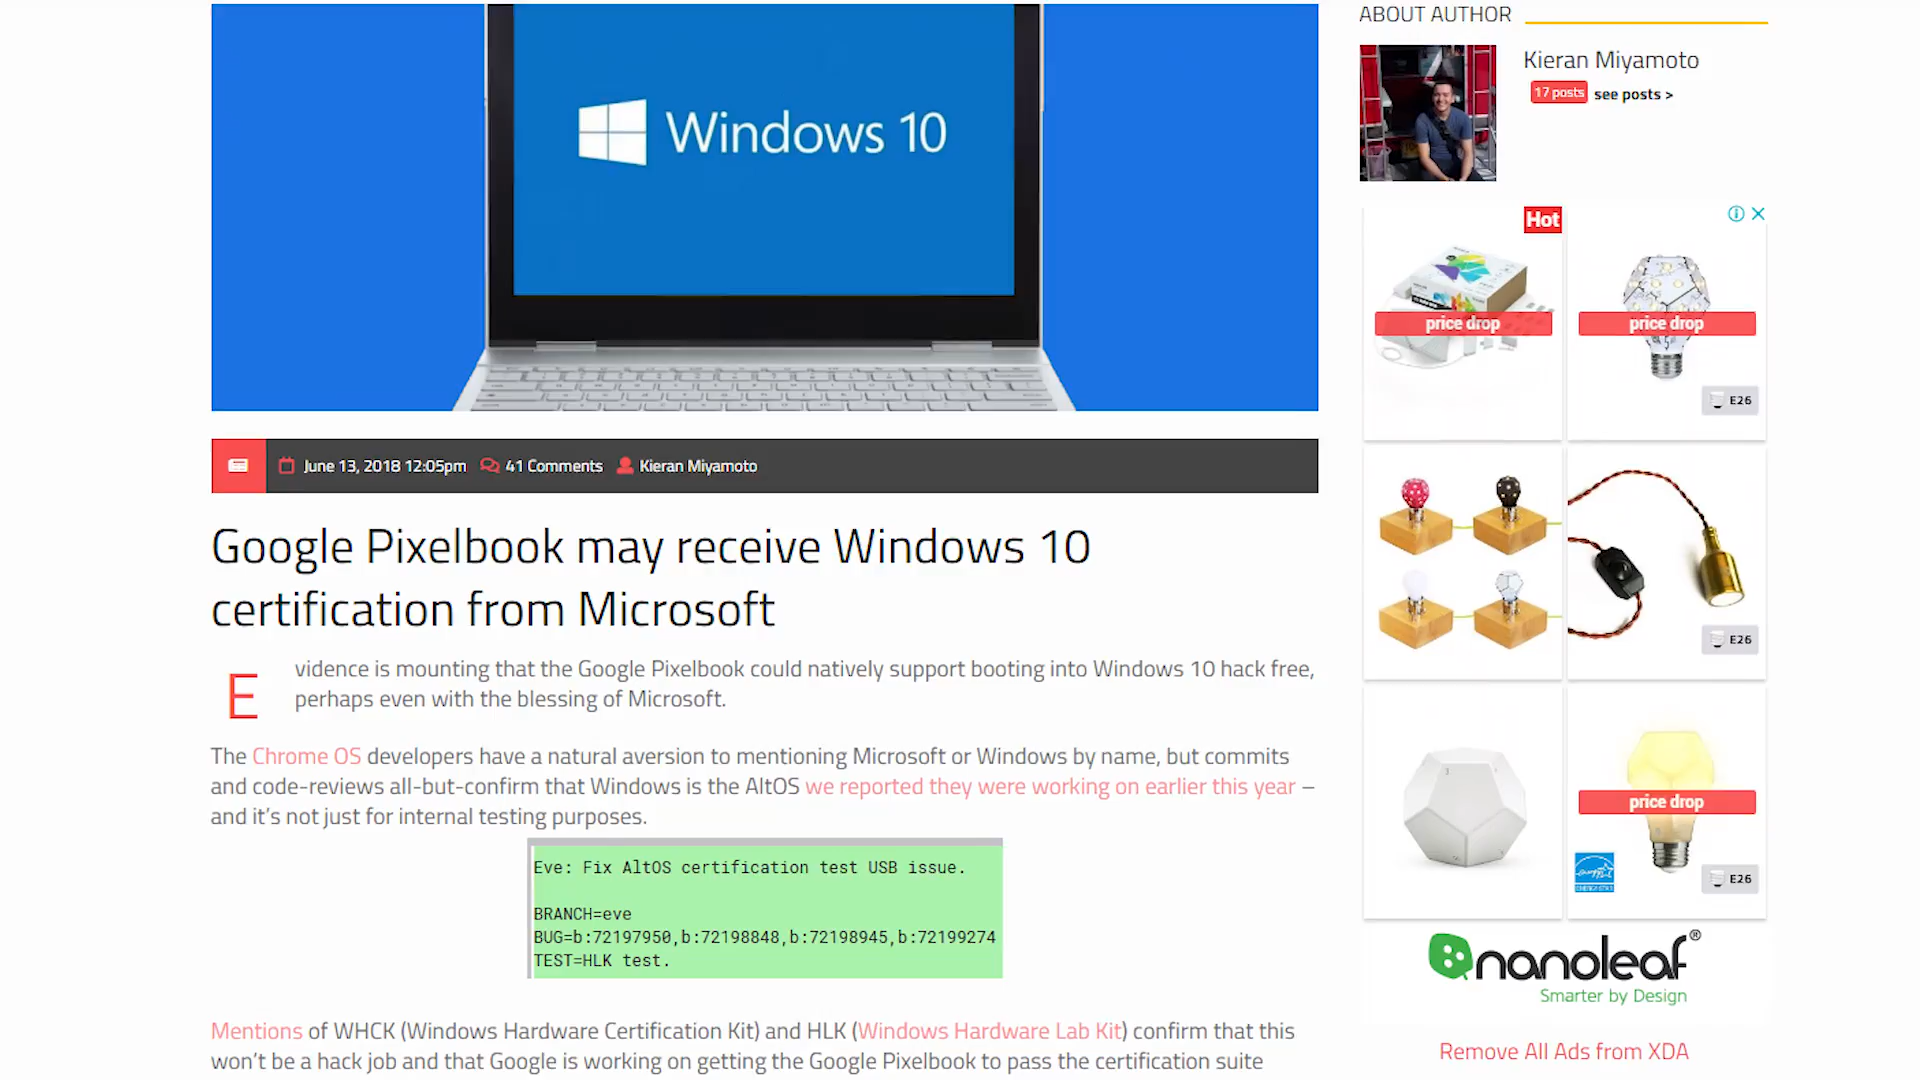 Windows 10
June 13, 2018 12:05pm 41 Comments Kieran Miyamoto
Google Pixelbook may receive Windows 10
certification from Microsoft
Evidence is mounting that the Google Pixelbook could natively support booting into Windows 10 hack free,
perhaps even with the blessing of Microsoft.
The Chrome OS developers have a natural aversion to mentioning Microsoft or Windows by name, but commits
and code-reviews all-but-confirm that Windows is the AltOS we reported they were working on earlier this year –
and it’s not just for internal testing purposes.
Eve: Fix AltOS certification test USB issue.
BRANCH=eve
BUG=b:72197950,b:72198848,b:72198945,b:72199274
TEST=HLK test.
Mentions of WHCK (Windows Hardware Certification Kit) and HLK (Windows Hardware Lab Kit) confirm that this
won’t be a hack job and that Google is working on getting the Google Pixelbook to pass the certification suite
ABOUT AUTHOR
Kieran Miyamoto
17 posts see posts >
Hot
price drop
price drop
E26
E26
price drop
E26
nanoleaf®
Smarter by Design
Remove All Ads from XDA